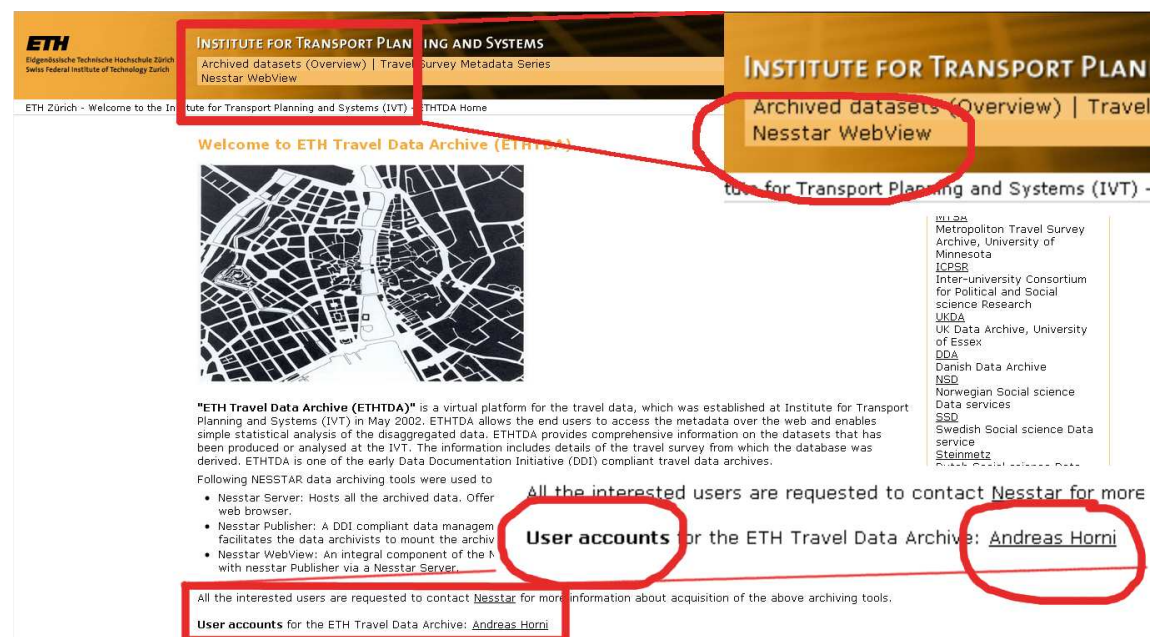 ETH
Eidgenössische Technische Hochschule Zürich
Swiss Federal Institute of Technology Zurich
INSTITUTE FOR TRANSPORT PLANNING AND SYSTEMS
Archived datasets (Overview) | Travel Survey Metadata Series
Nesstar WebView
ETH Zürich - Welcome to the Institute for Transport Planning and Systems (IVT) - ETHTDA Home
INSTITUTE FOR TRANSPORT PLAN
Archived datasets (Overview) | Travel
Nesstar WebView
for Transport Planning and Systems (IVT) -
Welcome to ETH Travel Data Archive (ETHTDA)
"ETH Travel Data Archive (ETHTDA)" is a virtual platform for the travel data, which was established at Institute for Transport
Planning and Systems (IVT) in May 2002. ETHTDA allows the end users to access the metadata over the web and enables
simple statistical analysis of the disaggregated data. ETHTDA provides comprehensive information on the datasets that has
been produced or analysed at the IVT. The information includes details of the travel survey from which the database was
derived. ETHTDA is one of the early Data Documentation Initiative (DDI) compliant travel data archives.
Following NESSTAR data archiving tools were used to
• Nesstar Server: Hosts all the archived data. Offer
web browser.
• Nesstar Publisher: A DDI compliant data managem
facilitates the data archivists to mount the archiv
• Nesstar WebView: An integral component of the N
with nesstar Publisher via a Nesstar Server.
All the interested users are requested to contact Nesstar for more information about acquisition of the above archiving tools.
User accounts for the ETH Travel Data Archive: Andreas Horni
MTSA
Metropoliton Travel Survey
Archive, University of
Minnesota
ICPSR
Inter-university Consortium
for Political and Social
science Research
UKDA
UK Data Archive, University
of Essex
DDA
Danish Data Archive
NSD
Norwegian Social science
Data services
SSD
Swedish Social science Data
service
Steinmetz
All the interested users are requested to contact Nesstar for more
User accounts for the ETH Travel Data Archive: Andreas Horni